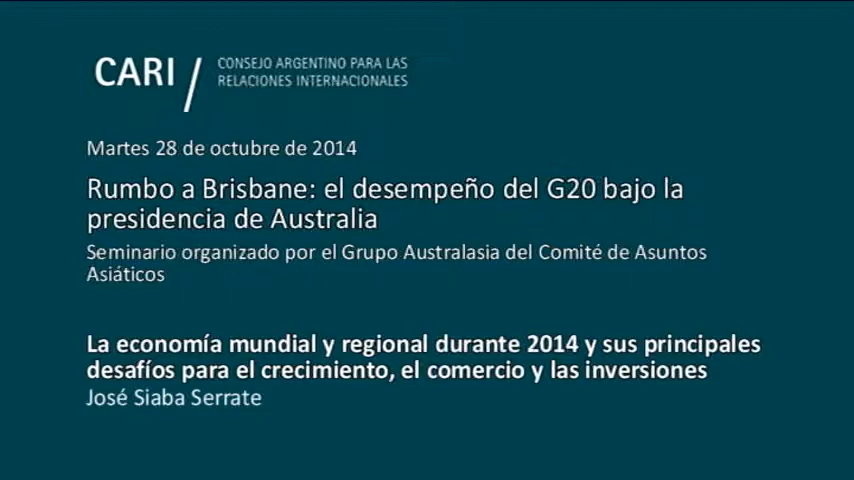 CARI /
CONSEJO ARGENTINO PARA LAS
RELACIONES INTERNACIONALES
Martes 28 de octubre de 2014
Rumbo a Brisbane: el desempeño del G20 bajo la
presidencia de Australia
Seminario organizado por el Grupo Australasia del Comité de Asuntos
Asiáticos
La economía mundial y regional durante 2014 y sus principales
desafíos para el crecimiento, el comercio y las inversiones
José Siaba Serrate